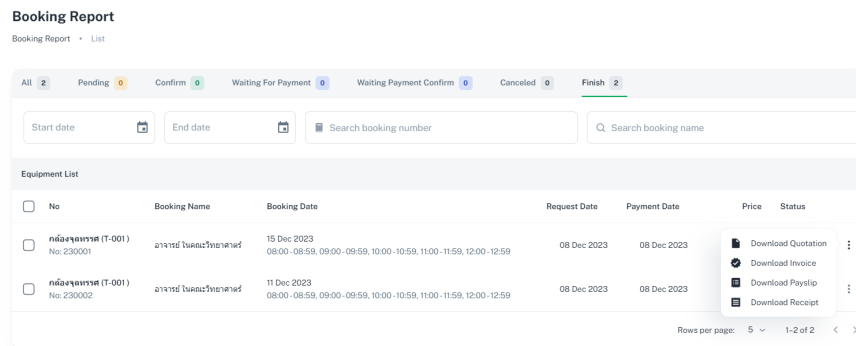 Booking Report
Booking Report • List
All 2 Pending 0 Confirm 0 Waiting For Payment 0 Waiting Payment Confirm 0 Canceled 0 Finish 2
Start date End date Search booking number Search booking name
Equipment List
No Booking Name Booking Date Request Date Payment Date Price Status
กล้องจุลทรรศ (T-001 ) อาจารย์ ในคณะวิทยาศาตร์ 15 Dec 2023 08 Dec 2023 08 Dec 2023
No: 230001 08:00 - 08:59, 09:00 - 09:59, 10:00 - 10:59, 11:00 - 11:59, 12:00 - 12:59
กล้องจุลทรรศ (T-001 ) อาจารย์ ในคณะวิทยาศาตร์ 11 Dec 2023 08 Dec 2023 08 Dec 2023
No: 230002 08:00 - 08:59, 09:00 - 09:59, 10:00 - 10:59, 11:00 - 11:59, 12:00 - 12:59
Download Quotation
Download Invoice
Download Payslip
Download Receipt
Rows per page: 5 1–2 of 2